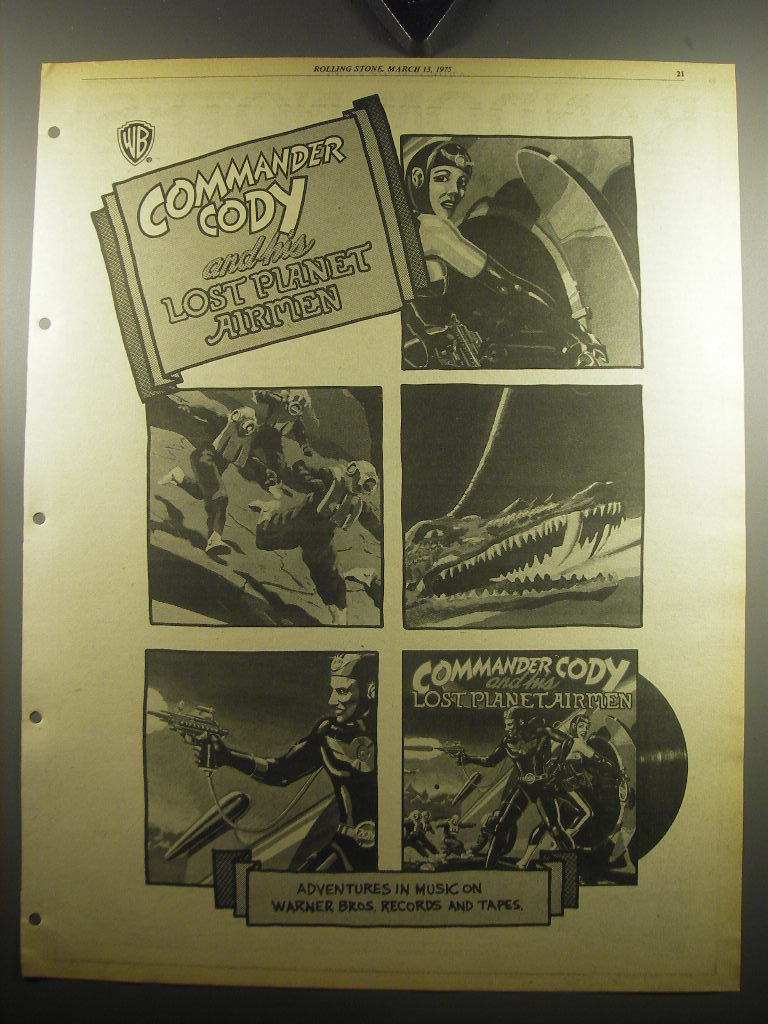 ROLLING STONE, MARCH 13, 1975
21
WB
COMMANDER
CODY
and his
LOST PLANET
AIRMEN
COMMANDER CODY
and his
LOST PLANET AIRMEN
ADVENTURES IN MUSIC ON
WARNER BROS. RECORDS AND TAPES.